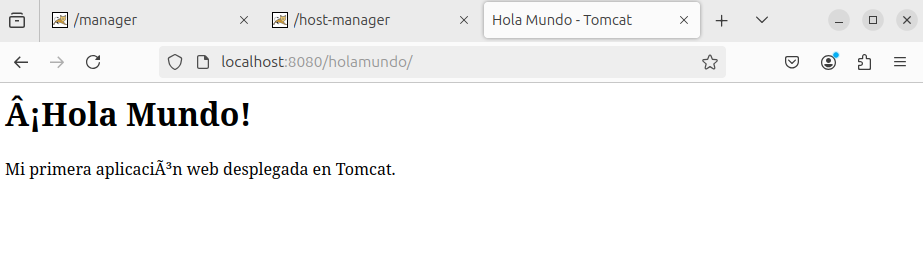 /manager
/host-manager
Hola Mundo - Tomcat
localhost:8080/holamundo/
Â¡Hola Mundo!
Mi primera aplicaciÃ³n web desplegada en Tomcat.